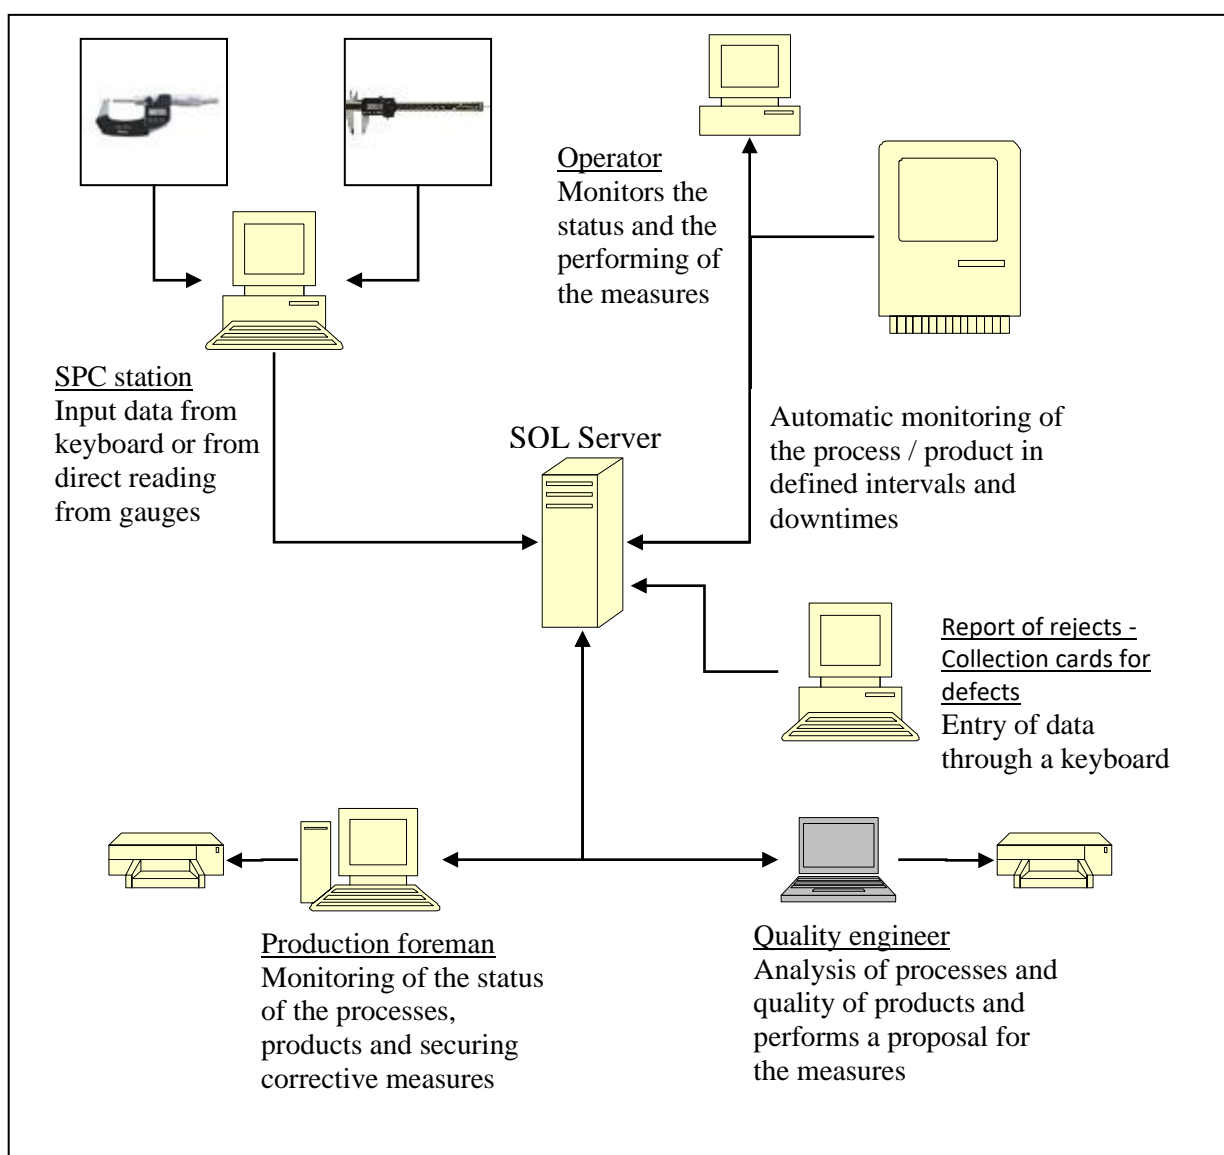 Operator
Monitors the
status and the
performing of
the measures
SPC station
Input data from
keyboard or from
direct reading
from gauges
SOL Server
Automatic monitoring of
the process / product in
defined intervals and
downtimes
Report of rejects -
Collection cards for
defects
Entry of data
through a keyboard
Production foreman
Monitoring of the status
of the processes,
products and securing
corrective measures
Quality engineer
Analysis of processes and
quality of products and
performs a proposal for
the measures